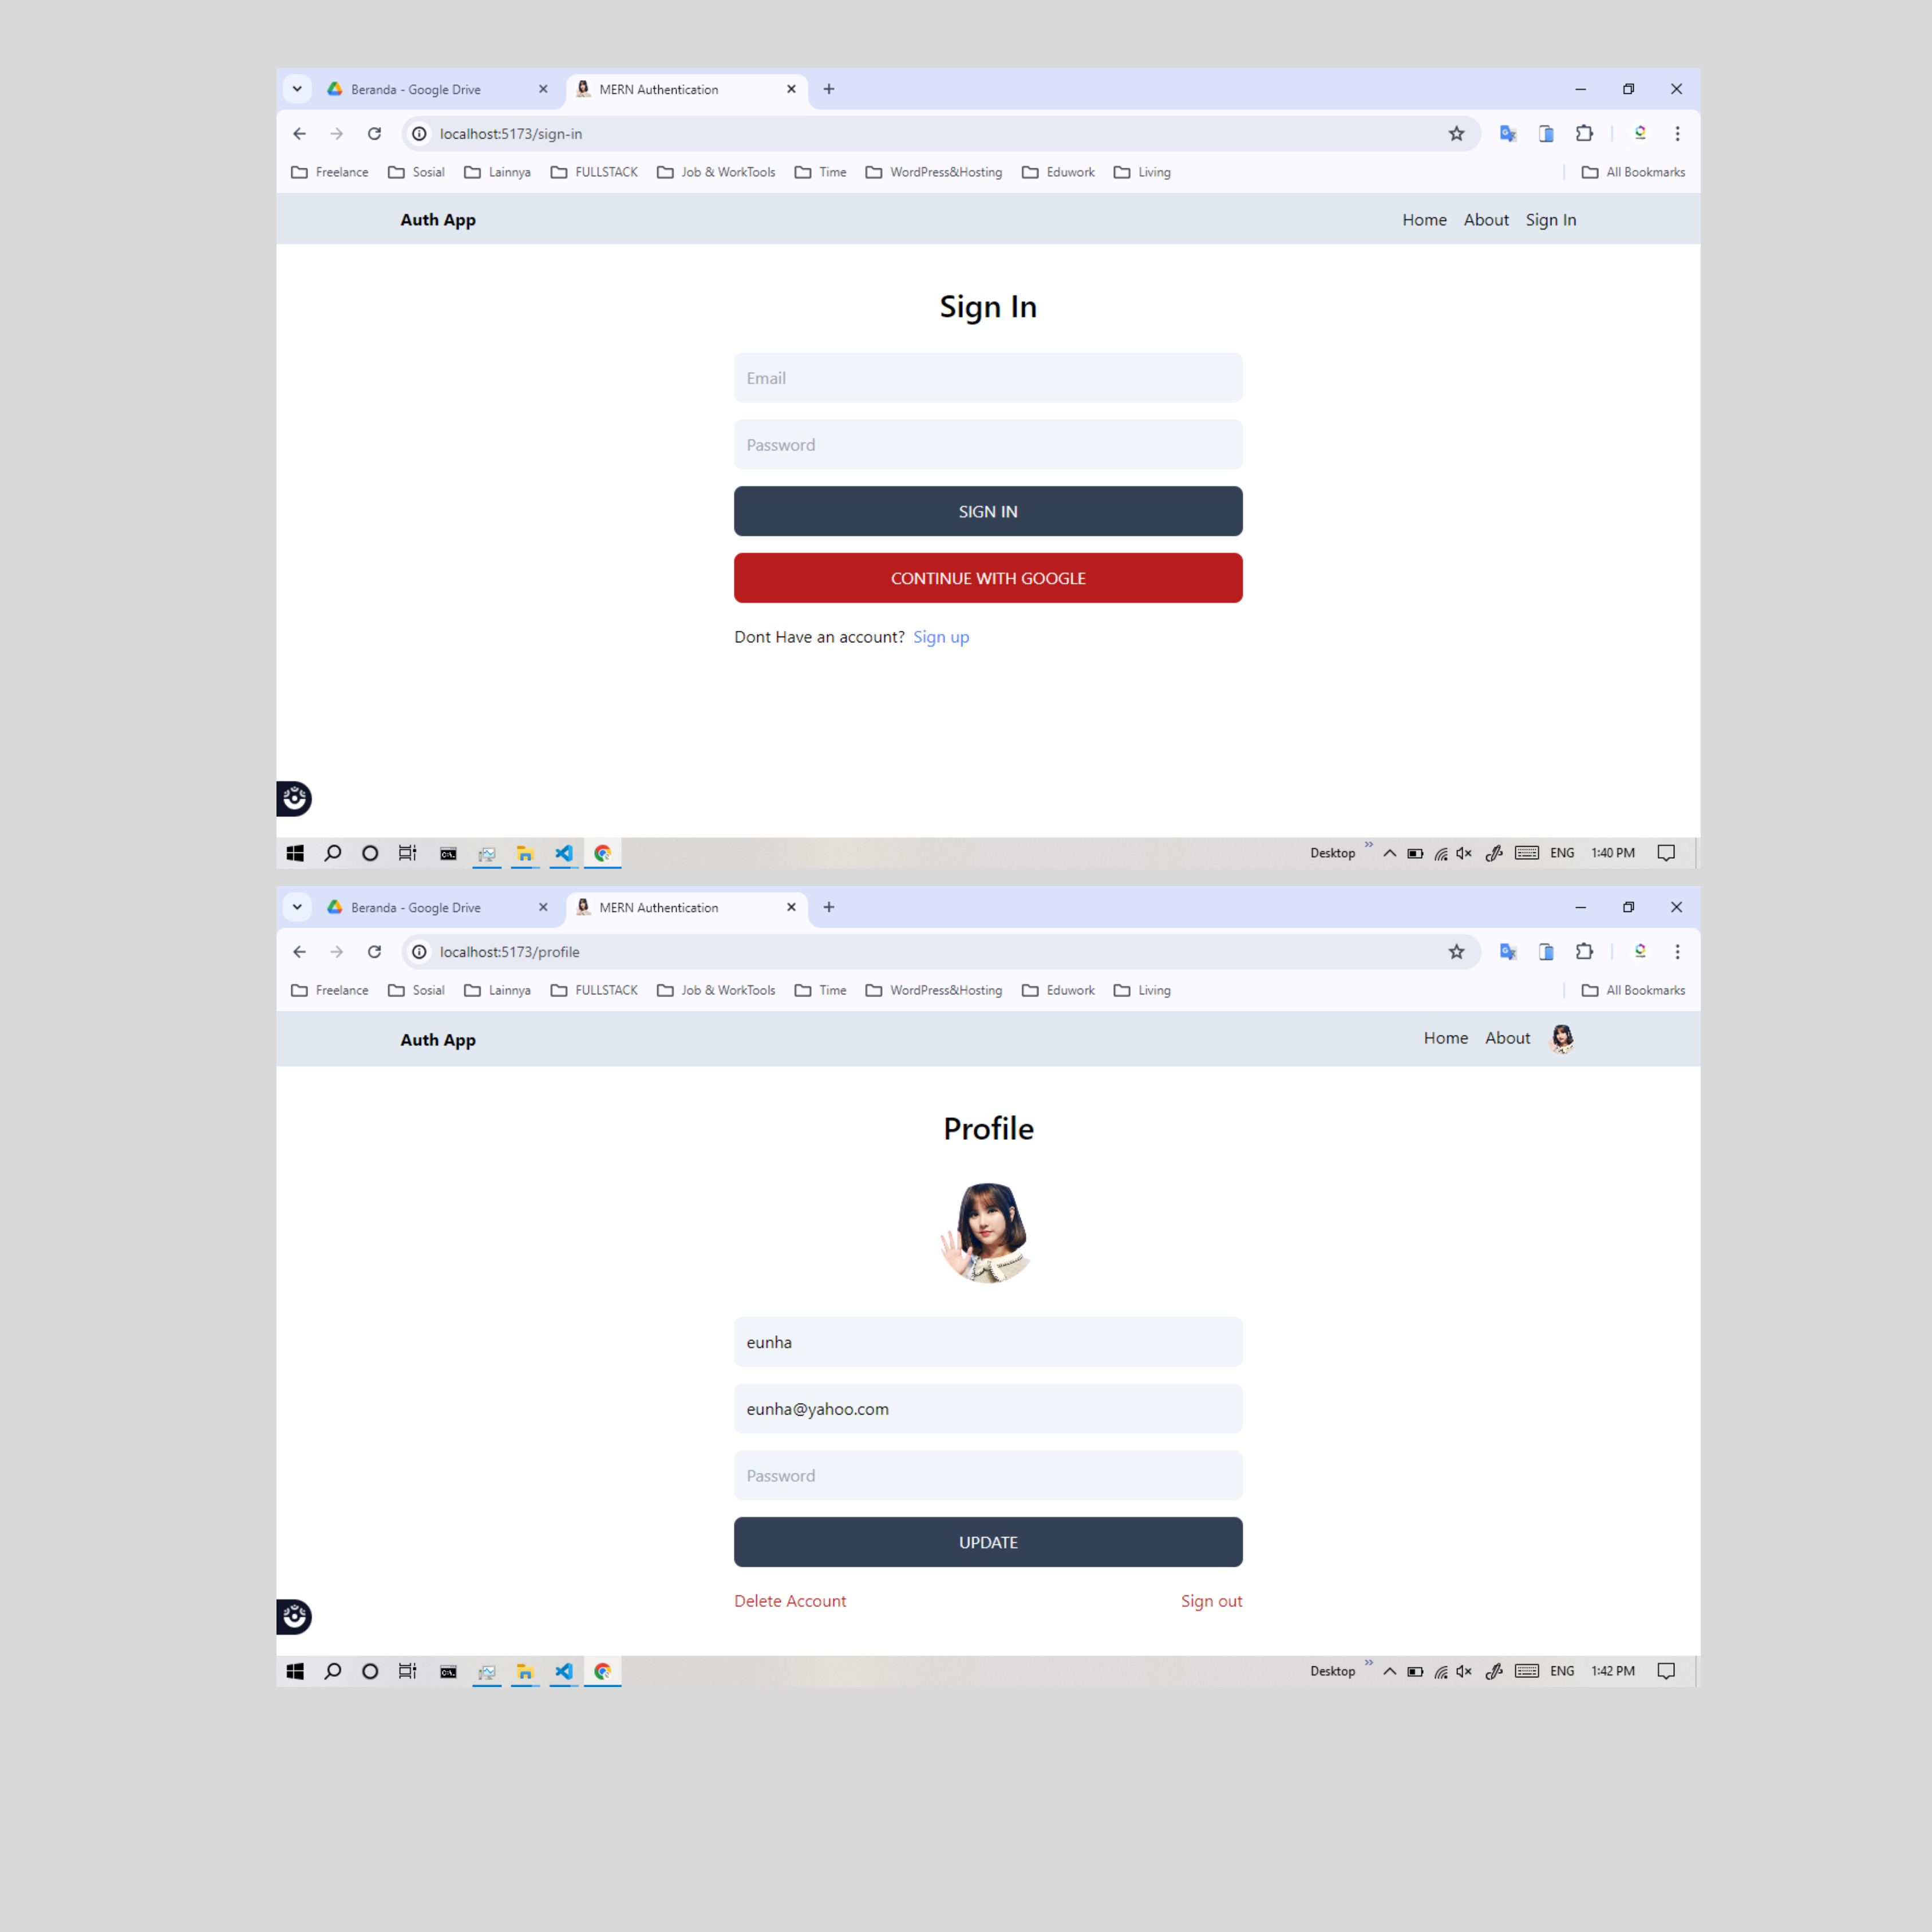 Beranda - Google Drive MERN Authentication
localhost:5173/sign-in
Freelance Sosial Lainnya FULLSTACK Job & WorkTools Time WordPress&Hosting Eduwork Living All Bookmarks
Auth App Home About Sign In
Sign In
Email
Password
SIGN IN
CONTINUE WITH GOOGLE
Dont Have an account? Sign up
Desktop ENG 1:40 PM
Beranda - Google Drive MERN Authentication
localhost:5173/profile
Freelance Sosial Lainnya FULLSTACK Job & WorkTools Time WordPress&Hosting Eduwork Living All Bookmarks
Auth App Home About
Profile
eunha
eunha@yahoo.com
Password
UPDATE
Delete Account Sign out
Desktop ENG 1:42 PM